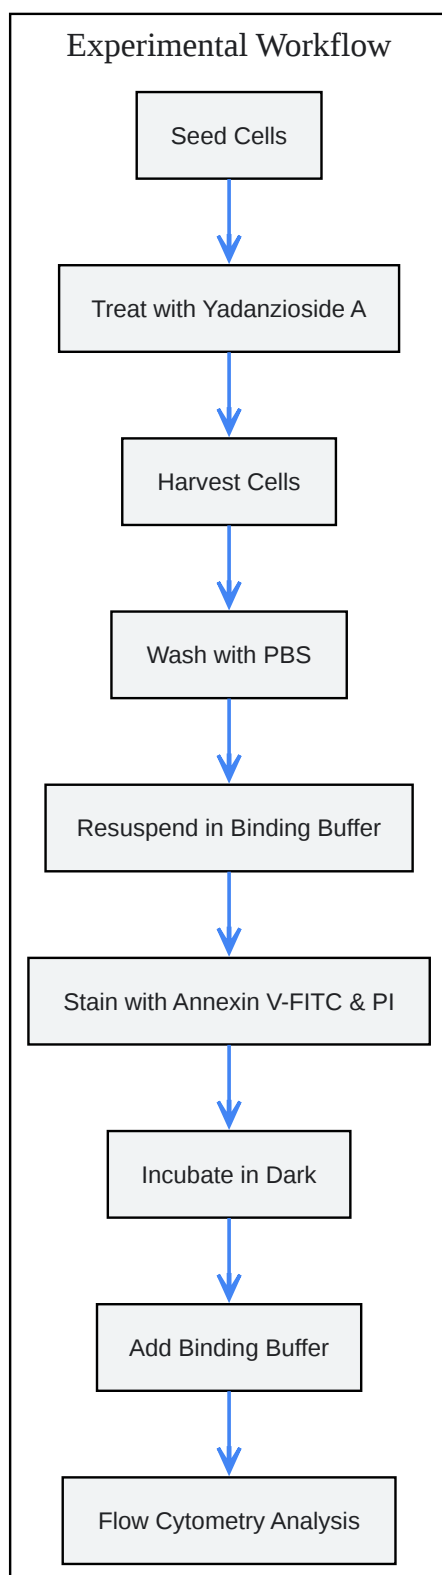 Experimental Workflow
Seed Cells
Treat with Yadanzioside A
Harvest Cells
Wash with PBS
Resuspend in Binding Buffer
Stain with Annexin V-FITC & PI
Incubate in Dark
Add Binding Buffer
Flow Cytometry Analysis